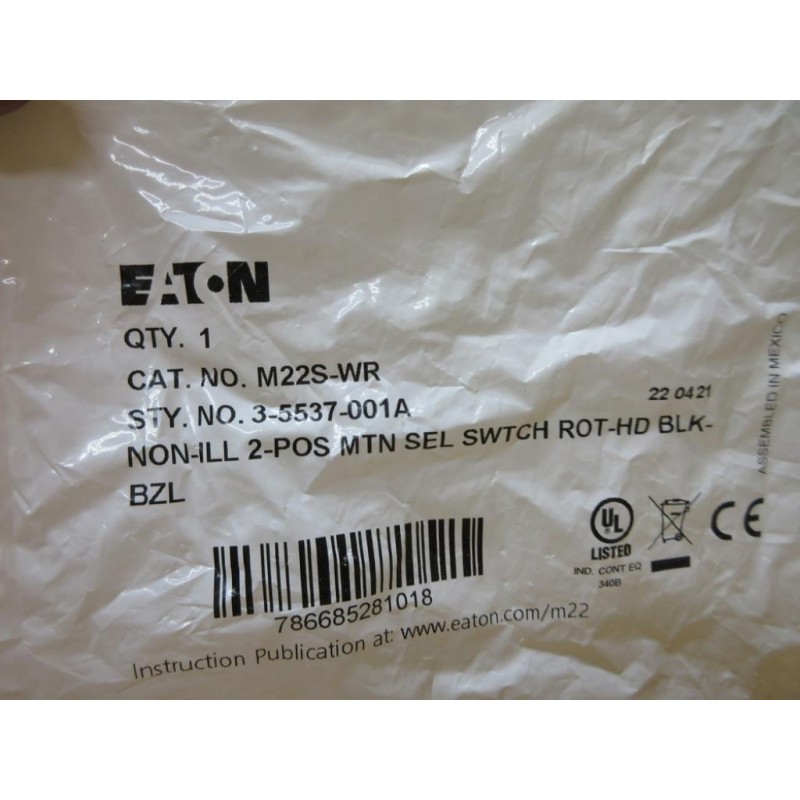 EATON
QTY. 1
CAT. NO. M22S-WR
STY. NO. 3-5537-001A
22 0421
NON-ILL 2-POS MTN SEL SWTCH ROT-HD BLK-
BZL
ASSEMBLED IN MEXICO
UL
LISTED
CE
IND. CONT EQ
340B
786685281018
Instruction Publication at: www.eaton.com/m22